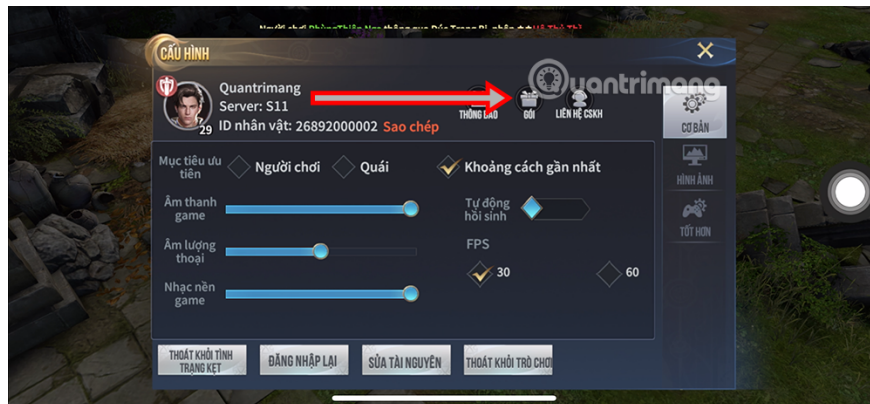 CẤU HÌNH
Quantrimang
Quantrimang
Server: S11
29
ID nhân vật: 26892000002 Sao chép
THÔNG BÁO
GÓI
LIÊN HỆ CSKH
CƠ BẢN
HÌNH ẢNH
TỐT HƠN
Mục tiêu ưu tiên
Người chơi
Quái
Khoảng cách gần nhất
Âm thanh game
Tự động hồi sinh
Âm lượng thoại
FPS
30
60
Nhạc nền game
THOÁT KHỎI TÌNH TRẠNG KẸT
ĐĂNG NHẬP LẠI
SỬA TÀI NGUYÊN
THOÁT KHỎI TRÒ CHƠI